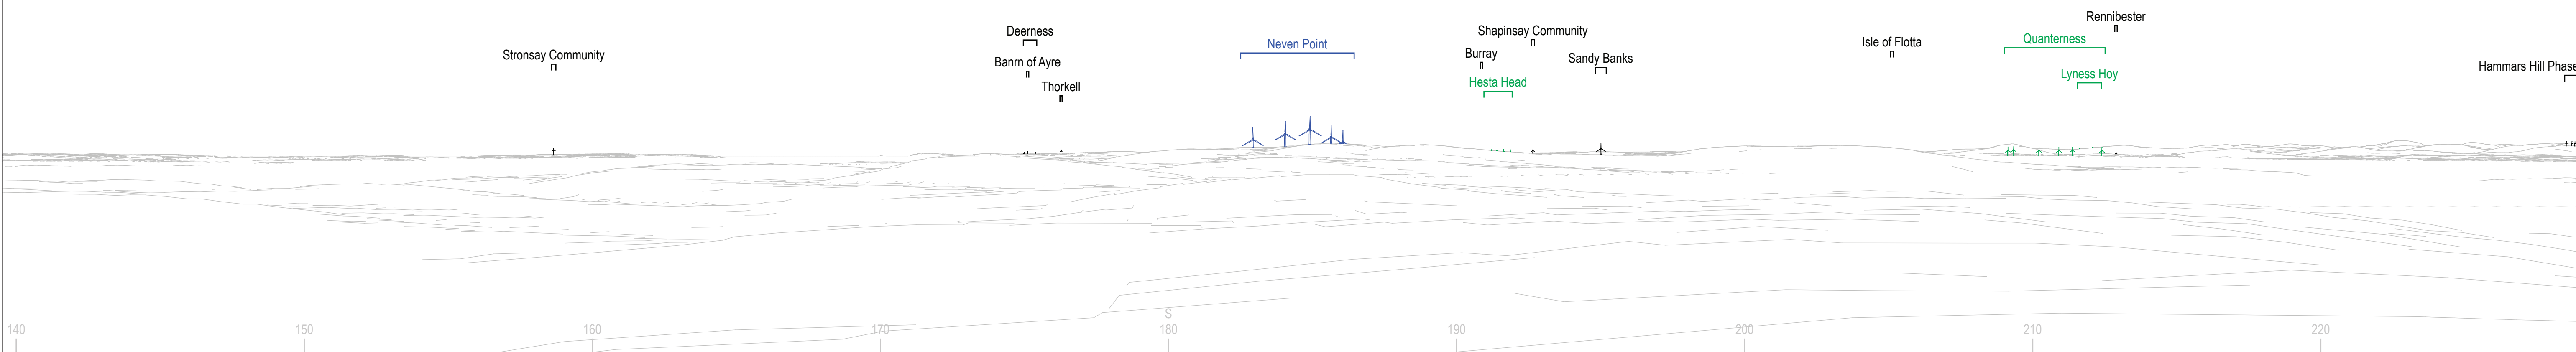 Rennibester
Deerness
Shapinsay Community
Quanterness
Neven Point
Isle of Flotta
Stronsay Community
Burray
Sandy Banks
Banrn of Ayre
Hammars Hill Phase
Lyness Hoy
Hesta Head
Thorkell
S
140 150 160 170 180 190 200 210 220